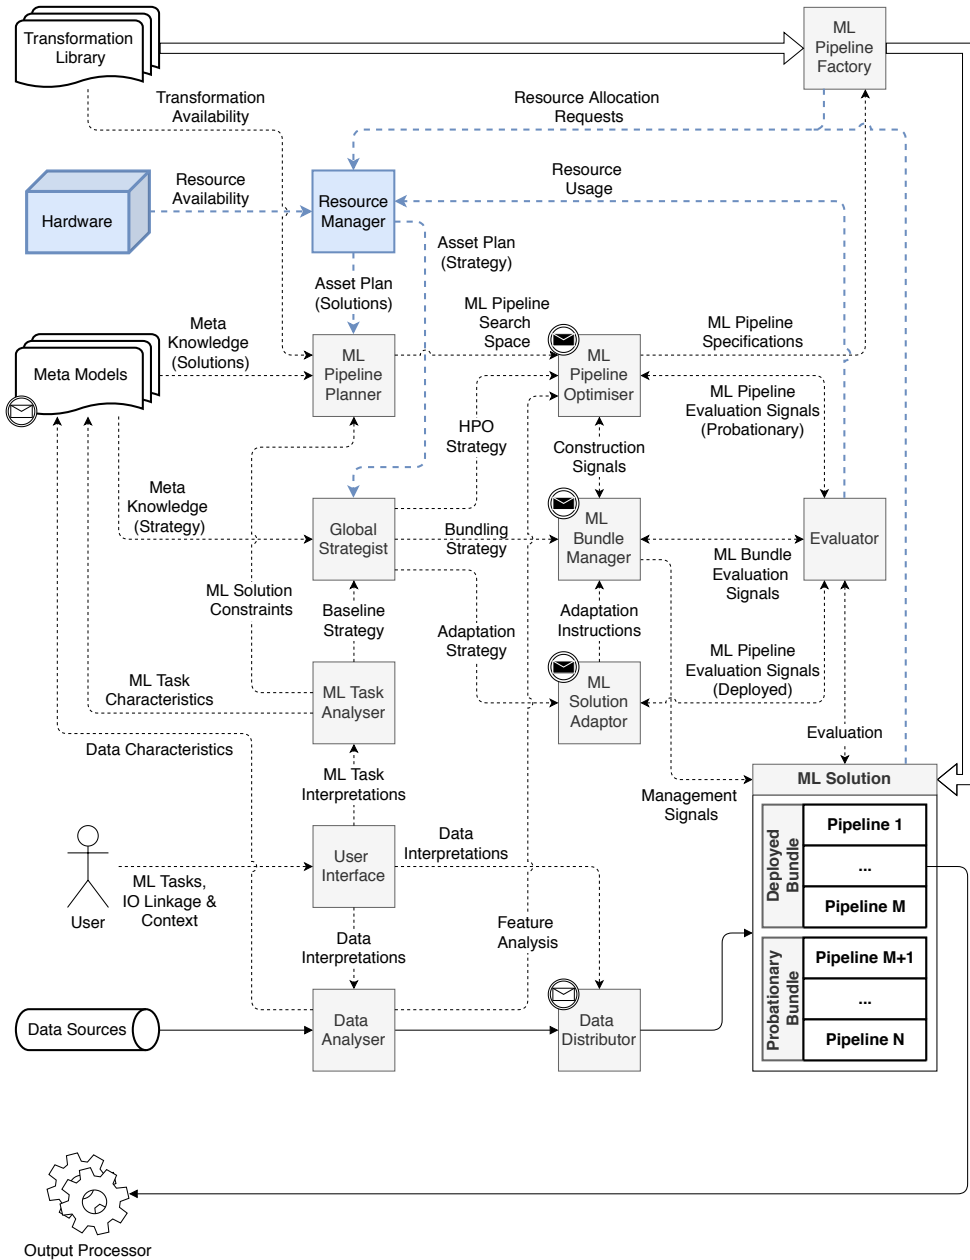 Transformation
Library
ML
Pipeline
Factory
Transformation
Availability
Resource Allocation
Requests
Hardware
Resource
Availability
Resource
Manager
Resource
Usage
Asset Plan
(Strategy)
Asset Plan
(Solutions)
Meta Models
Meta
Knowledge
(Solutions)
ML
Pipeline
Planner
ML Pipeline
Search
Space
ML
Pipeline
Optimiser
ML Pipeline
Specifications
ML Pipeline
Evaluation Signals
(Probationary)
HPO
Strategy
Construction
Signals
Meta
Knowledge
(Strategy)
Global
Strategist
Bundling
Strategy
ML
Bundle
Manager
Evaluator
ML Bundle
Evaluation
Signals
ML Solution
Constraints
Baseline
Strategy
Adaptation
Instructions
Adaptation
Strategy
ML Pipeline
Evaluation Signals
(Deployed)
ML Task
Characteristics
ML Task
Analyser
ML
Solution
Adaptor
Data Characteristics
Evaluation
ML Task
Interpretations
Management
Signals
ML Solution
Deployed
Bundle
Pipeline 1
...
Pipeline M
Probationary
Bundle
Pipeline M+1
...
Pipeline N
User
ML Tasks,
IO Linkage &
Context
User
Interface
Data
Interpretations
Data
Interpretations
Feature
Analysis
Data Sources
Data
Analyser
Data
Distributor
Output Processor